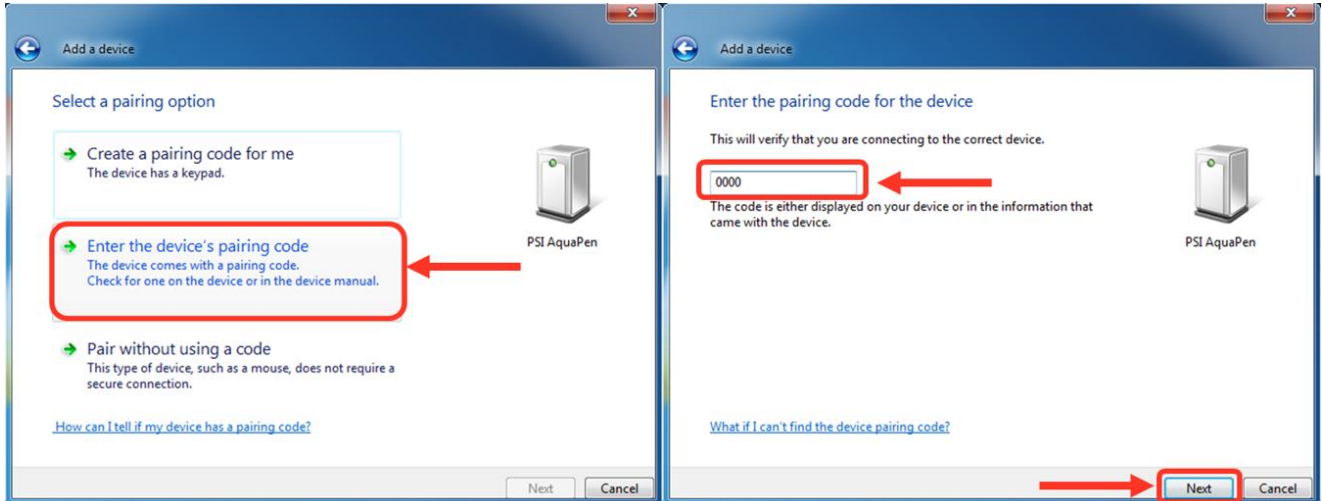 Add a device
Select a pairing option
Create a pairing code for me
The device has a keypad.
Enter the device's pairing code
The device comes with a pairing code.
Check for one on the device or in the device manual.
Pair without using a code
This type of device, such as a mouse, does not require a
secure connection.
How can I tell if my device has a pairing code?
PSI AquaPen
Next
Cancel
Add a device
Enter the pairing code for the device
This will verify that you are connecting to the correct device.
0000
The code is either displayed on your device or in the information that
came with the device.
PSI AquaPen
What if I can't find the device pairing code?
Next
Cancel